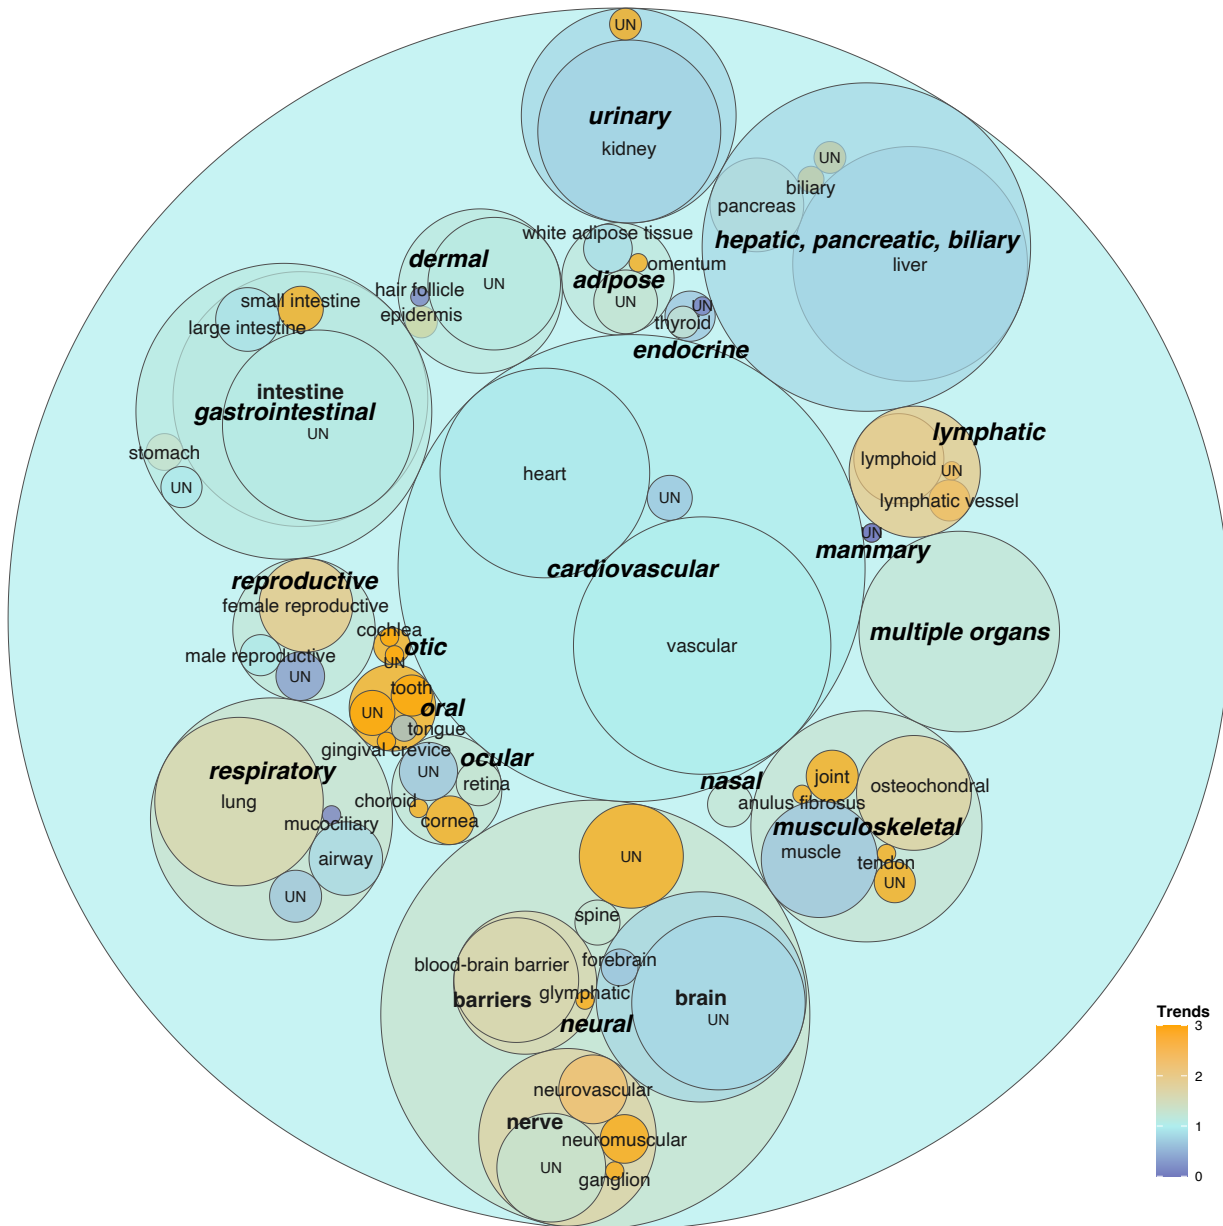 UN
urinary
kidney
UN
biliary
pancreas
hepatic, pancreatic, biliary
liver
white adipose tissue
omentum
adipose
UN
dermal
UN
hair follicle
epidermis
UN
thyroid
endocrine
small intestine
large intestine
intestine
gastrointestinal
UN
stomach
UN
lymphatic
lymphoid
UN
lymphatic vessel
UN
mammary
heart
UN
cardiovascular
vascular
multiple organs
reproductive
female reproductive
male reproductive
UN
cochlea
otic
UN
tooth
UN
oral
tongue
gingival crevice
ocular
UN
retina
choroid
cornea
respiratory
lung
mucociliary
airway
UN
nasal
joint
osteochondral
anulus fibrosus
musculoskeletal
muscle
tendon
UN
UN
spine
forebrain
blood-brain barrier
glymphatic
barriers
brain
UN
neural
neurovascular
nerve
neuromuscular
UN
ganglion
Trends
3
2
1
0